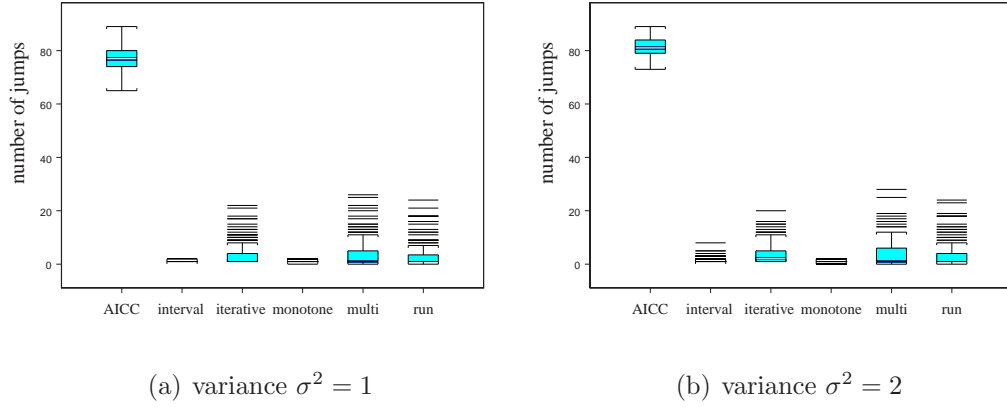 number of jumps
80
60
40
20
0
AICC interval iterative monotone multi run
(a) variance σ² = 1
number of jumps
80
60
40
20
0
AICC interval iterative monotone multi run
(b) variance σ² = 2